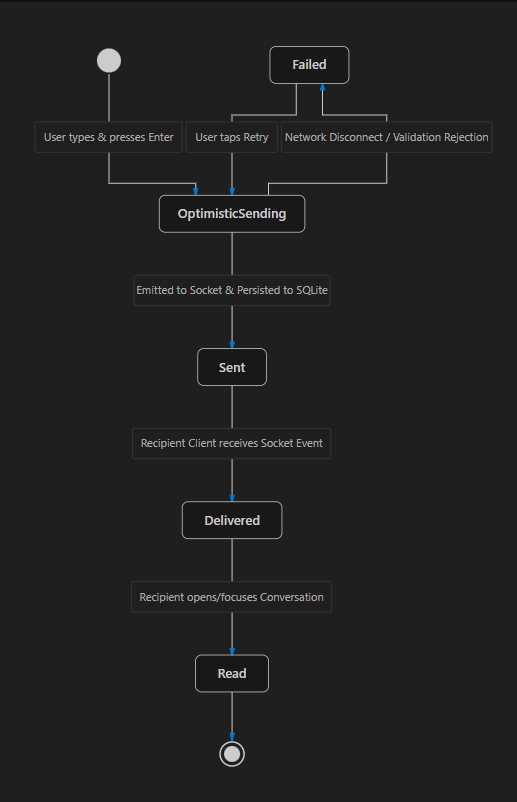 Failed
User types & presses Enter
User taps Retry
Network Disconnect / Validation Rejection
OptimisticSending
Emitted to Socket & Persisted to SQLite
Sent
Recipient Client receives Socket Event
Delivered
Recipient opens/focuses Conversation
Read